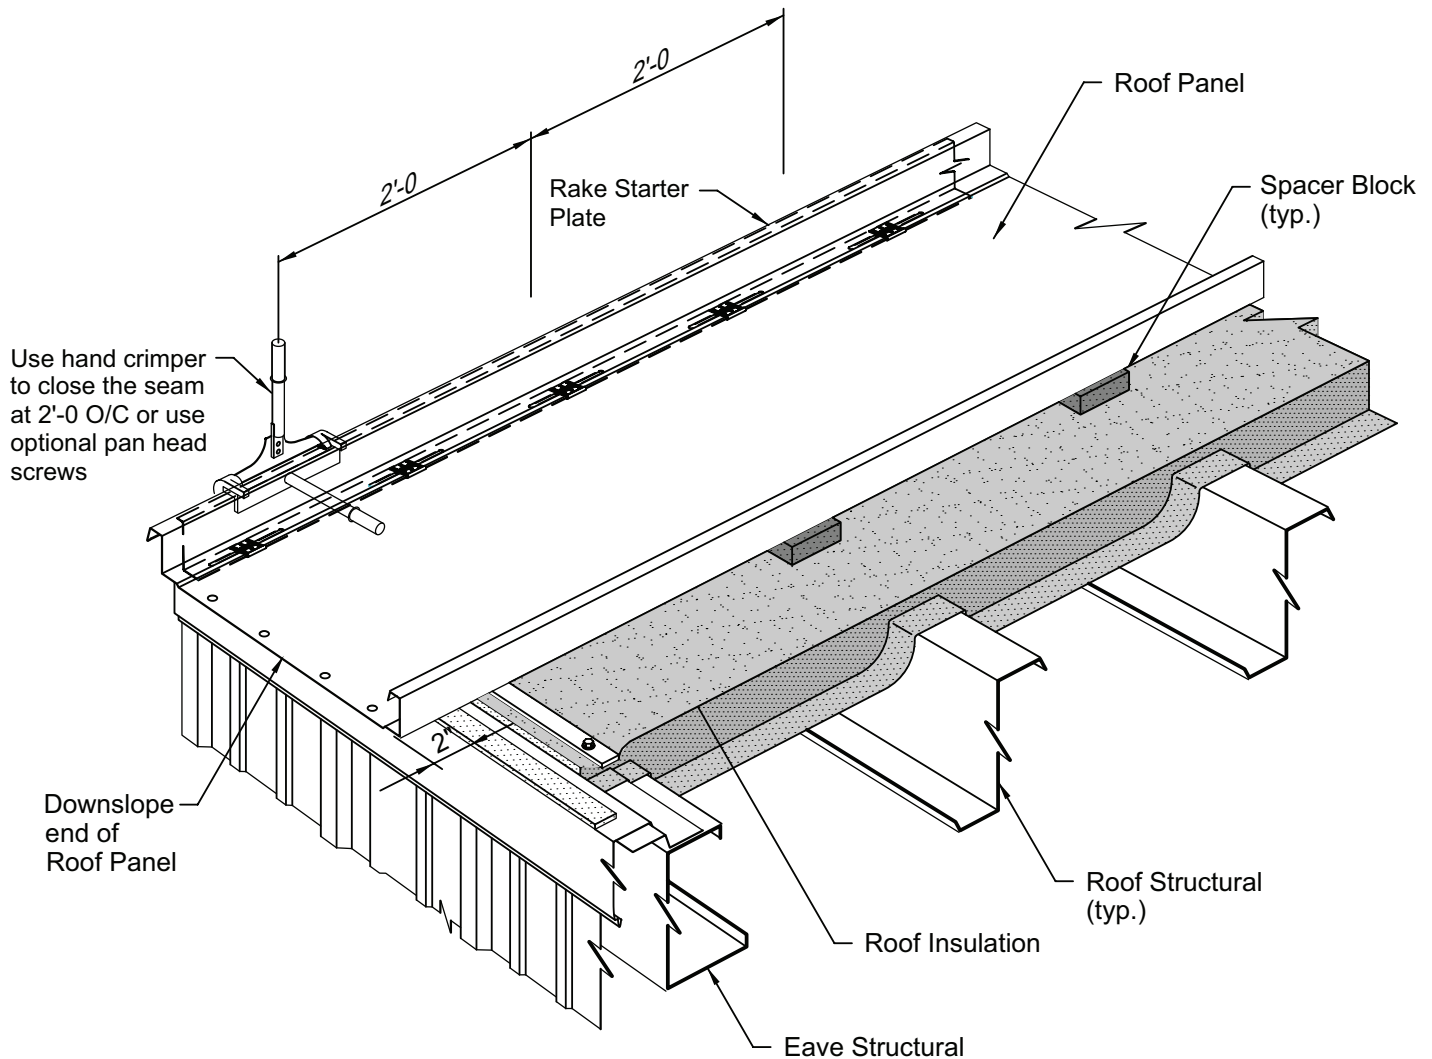 2'-0
2'-0
Roof Panel
Rake Starter
Plate
Spacer Block
(typ.)
Use hand crimper
to close the seam
at 2'-0 O/C or use
optional pan head
screws
2"
Downslope
end of
Roof Panel
Roof Structural
(typ.)
Roof Insulation
Eave Structural